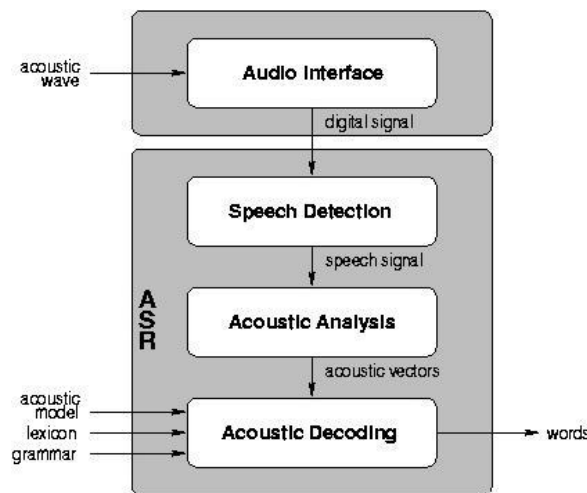 acoustic
wave
Audio Interface
digital signal
Speech Detection
speech signal
A
S
R
Acoustic Analysis
acoustic vectors
acoustic
model
lexicon
grammar
Acoustic Decoding
words